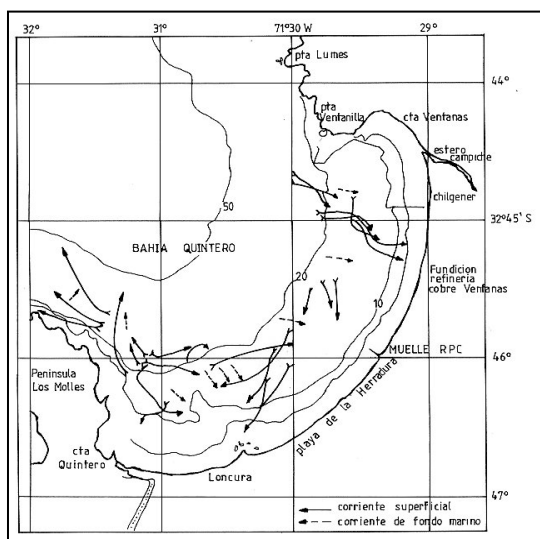 32° 31° 71°30 W 29°
pta Lumes
44°
pta
Ventanilla
cta Ventanas
estero
campiche
chilgener
50
32°45' S
BAHIA QUINTERO
20
Fundicion
refineria
cobre Ventanas
10
MUELLE RPC
46°
Peninsula
Los Molles
playa de la Herradura
cta
Quintero
Loncura
47°
corriente superficial
corriente de fondo marino